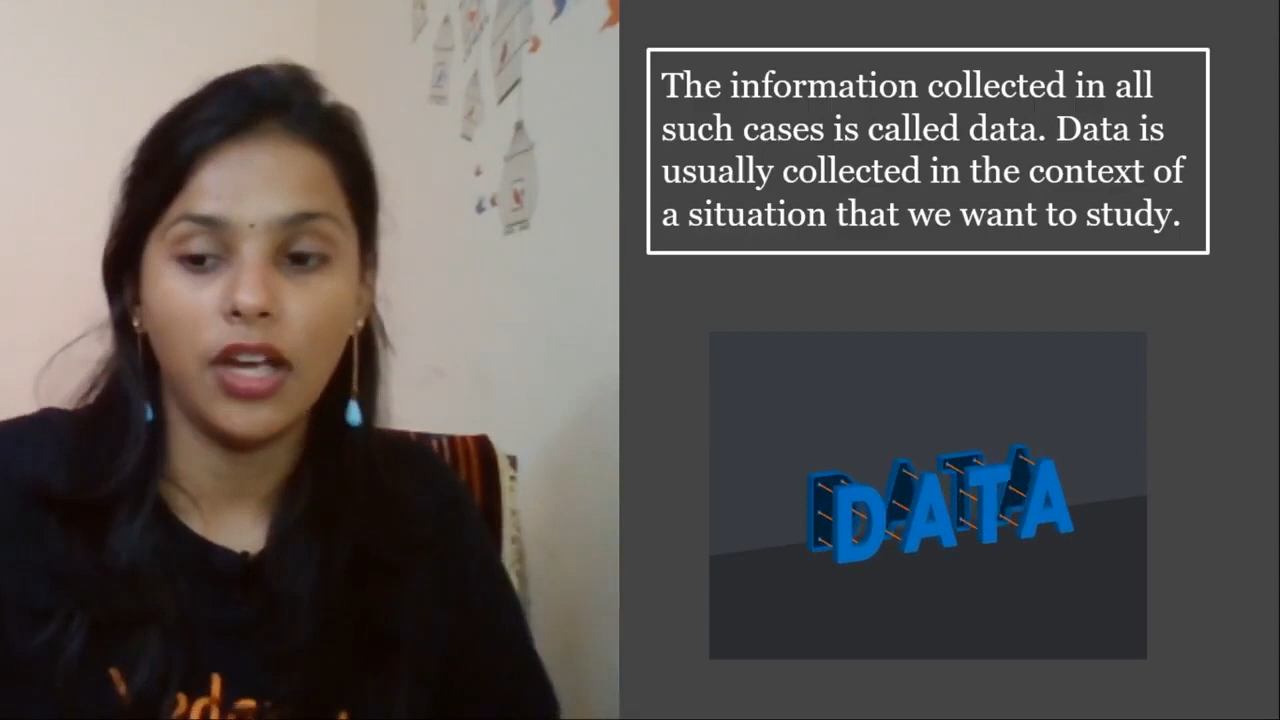 The information collected in all
such cases is called data. Data is
usually collected in the context of
a situation that we want to study.
DATA